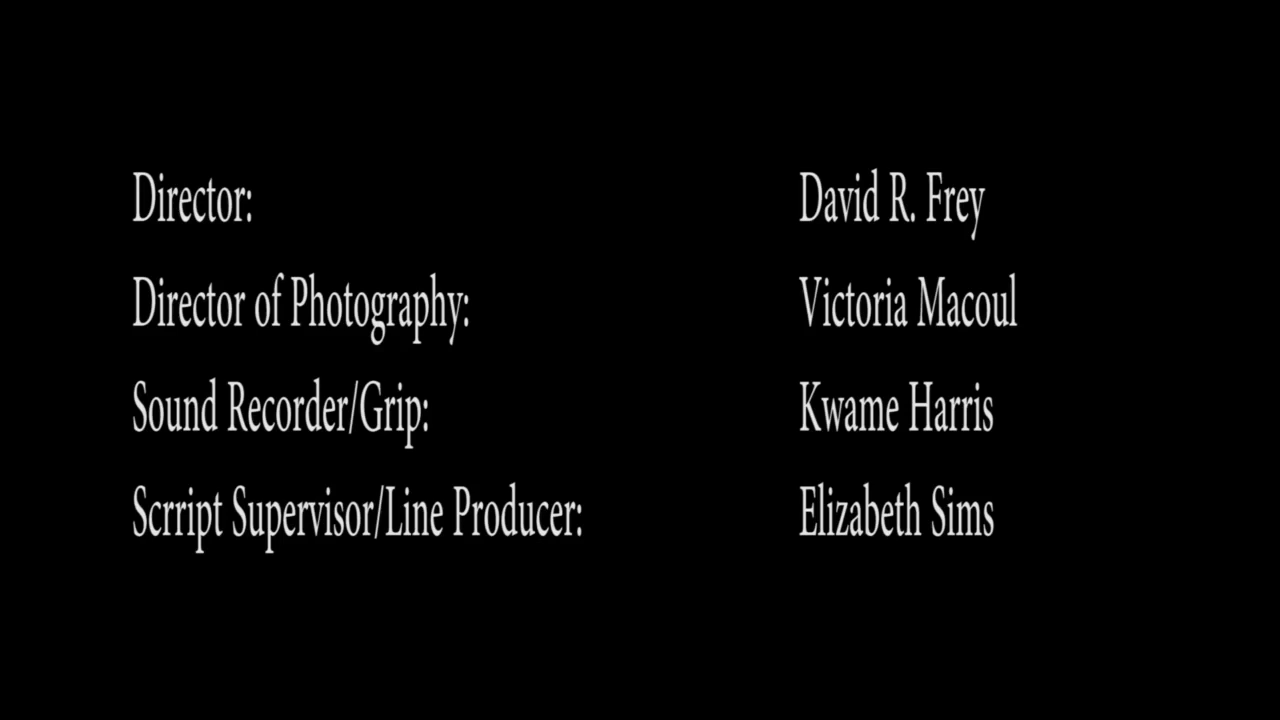 Director: David R. Frey
Director of Photography: Victoria Macoul
Sound Recorder/Grip: Kwame Harris
Scrript Supervisor/Line Producer: Elizabeth Sims